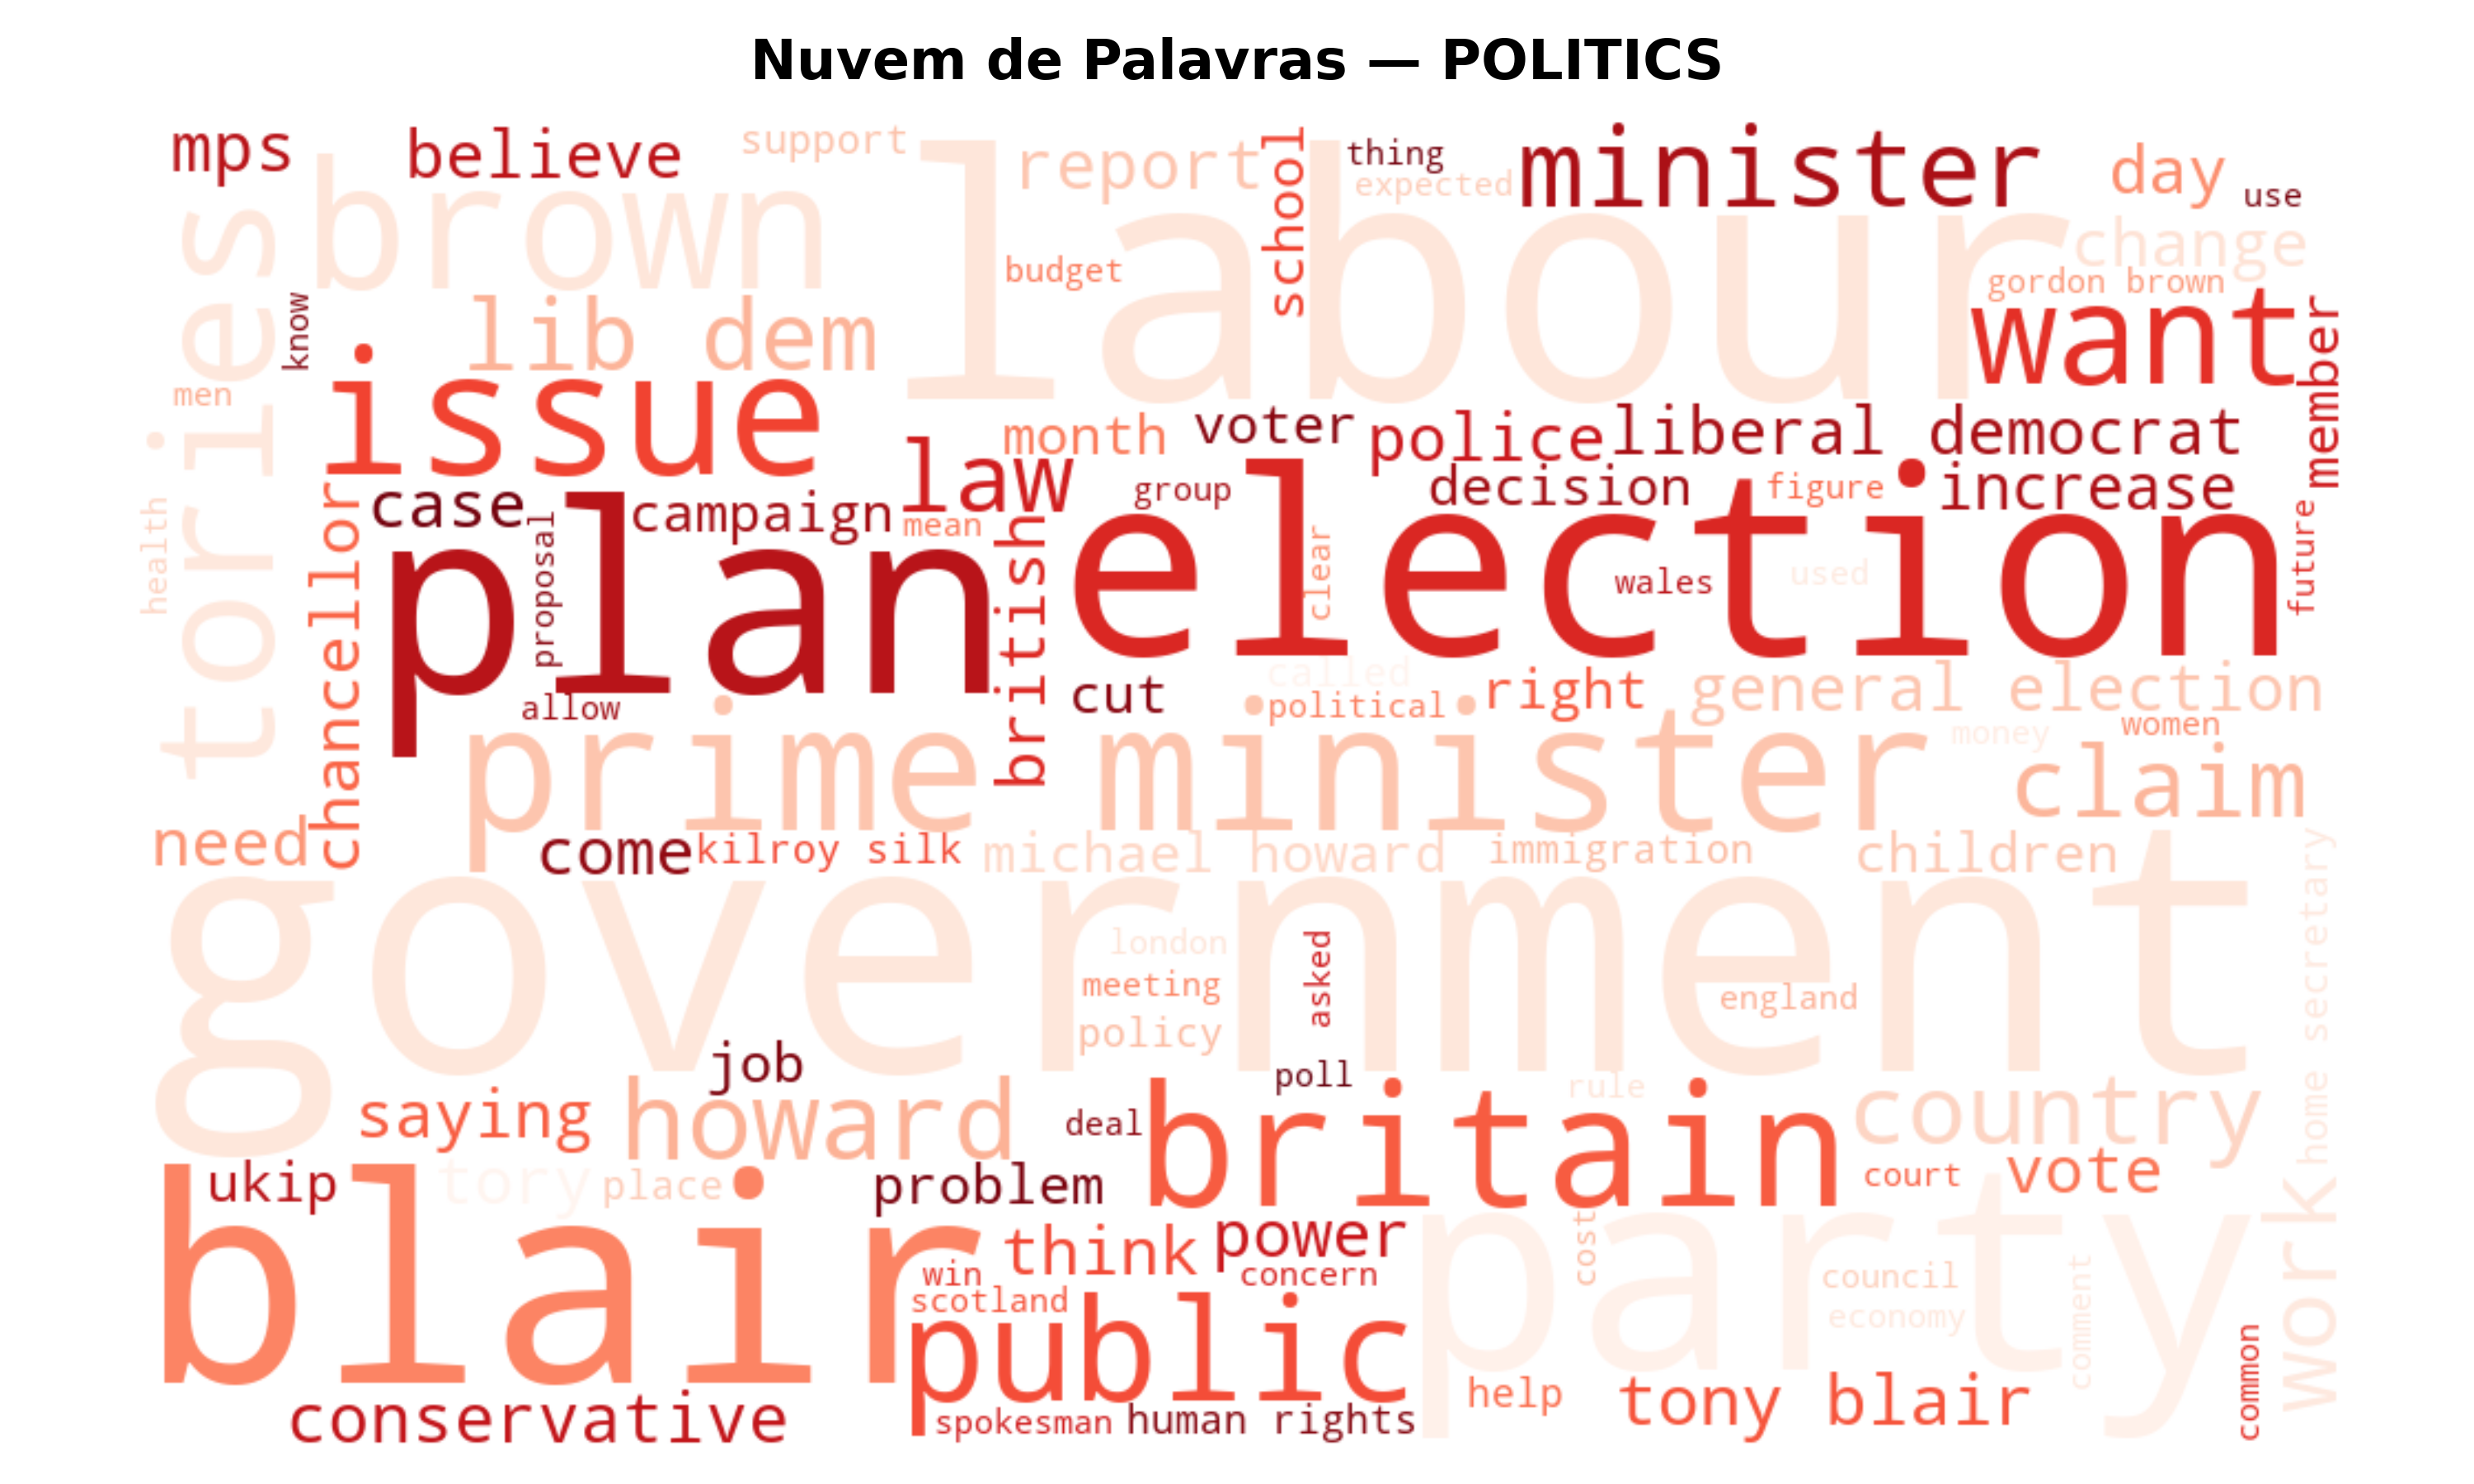 Nuvem de Palavras — POLITICS
mps
believe
support
report
school
thing
expected
minister
day
use
brown
labour
change
gordon brown
budget
tories
know
lib dem
want
member
men
issue
month
voter
police
liberal
democrat
law
case
campaign
mean
group
decision
figure
increase
health
chancellor
proposal
plan
british
election
clear
wales
used
future
called
cut
political
right
general election
allow
prime minister
money
women
claim
need
come
kilroy silk
michael howard
immigration
children
government
london
meeting
policy
asked
england
home secretary
job
poll
rule
saying
howard
deal
britain
country
ukip
tory
place
problem
court
vote
blair
think
power
party
cost
work
win
concern
scotland
council
economy
comment
public
help
tony blair
common
conservative
spokesman
human rights